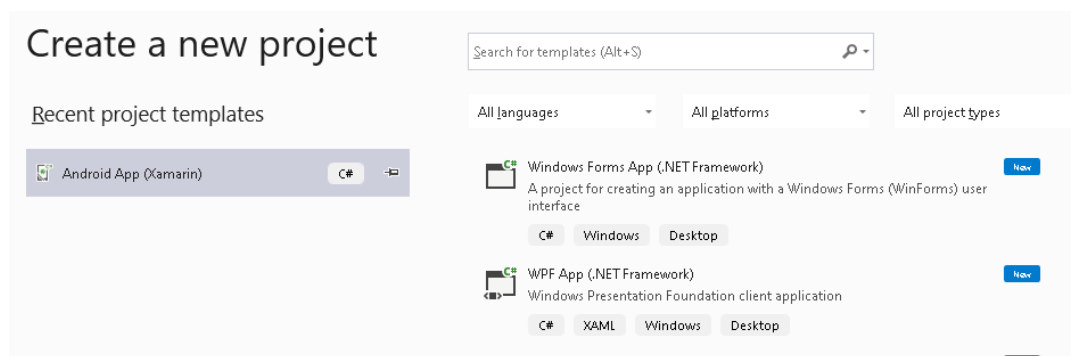 Create a new project
Search for templates (Alt+S)
Recent project templates
All languages
All platforms
All project types
Android App (Xamarin)
C#
C#
Windows Forms App (.NET Framework)
New
A project for creating an application with a Windows Forms (WinForms) user
interface
C#
Windows
Desktop
C#
WPF App (.NET Framework)
New
Windows Presentation Foundation client application
C#
XAML
Windows
Desktop